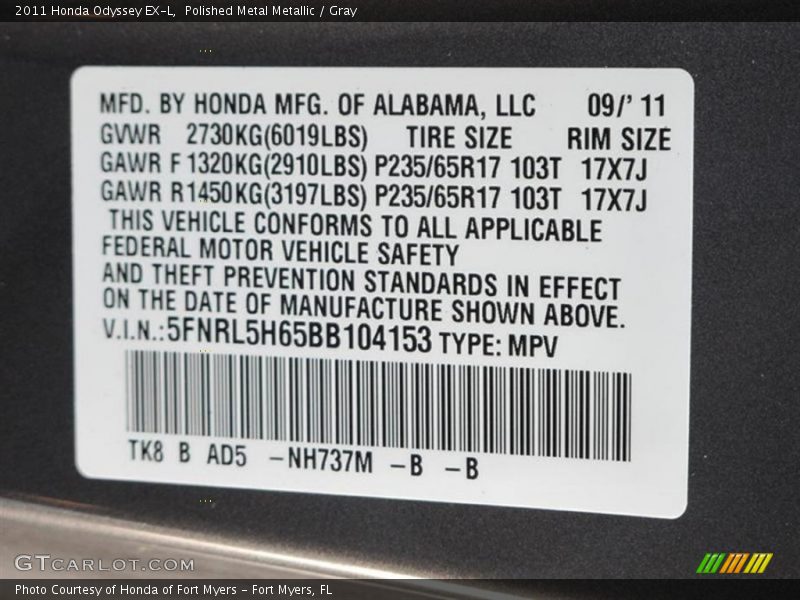 2011 Honda Odyssey EX-L, Polished Metal Metallic / Gray
MFD. BY HONDA MFG. OF ALABAMA, LLC 09/' 11
GVWR 2730KG(6019LBS) TIRE SIZE RIM SIZE
GAWR F 1320KG(2910LBS) P235/65R17 103T 17X7J
GAWR R1450KG(3197LBS) P235/65R17 103T 17X7J
THIS VEHICLE CONFORMS TO ALL APPLICABLE
FEDERAL MOTOR VEHICLE SAFETY
AND THEFT PREVENTION STANDARDS IN EFFECT
ON THE DATE OF MANUFACTURE SHOWN ABOVE.
V.I.N.:5FNRL5H65BB104153 TYPE: MPV
TK8 B AD5 -NH737M -B -B
GTCARLOT.COM
Photo Courtesy of Honda of Fort Myers - Fort Myers, FL